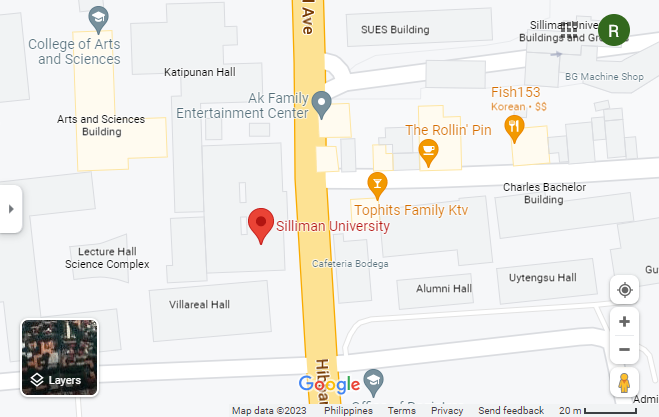 l Ave
SUES Building
Silliman Unive
Buildings and Gr
R
College of Arts
and Sciences
Katipunan Hall
BG Machine Shop
Fish153
Korean • $$
Ak Family
Entertainment Center
Arts and Sciences
Building
The Rollin' Pin
Charles Bachelor
Building
Tophits Family Ktv
Silliman University
Lecture Hall
Science Complex
Cafeteria Bodega
Gu
Uytengsu Hall
Alumni Hall
Villareal Hall
Layers
Hib
Google
Map data ©2023
Philippines
Terms
Privacy
Send feedback
20 m